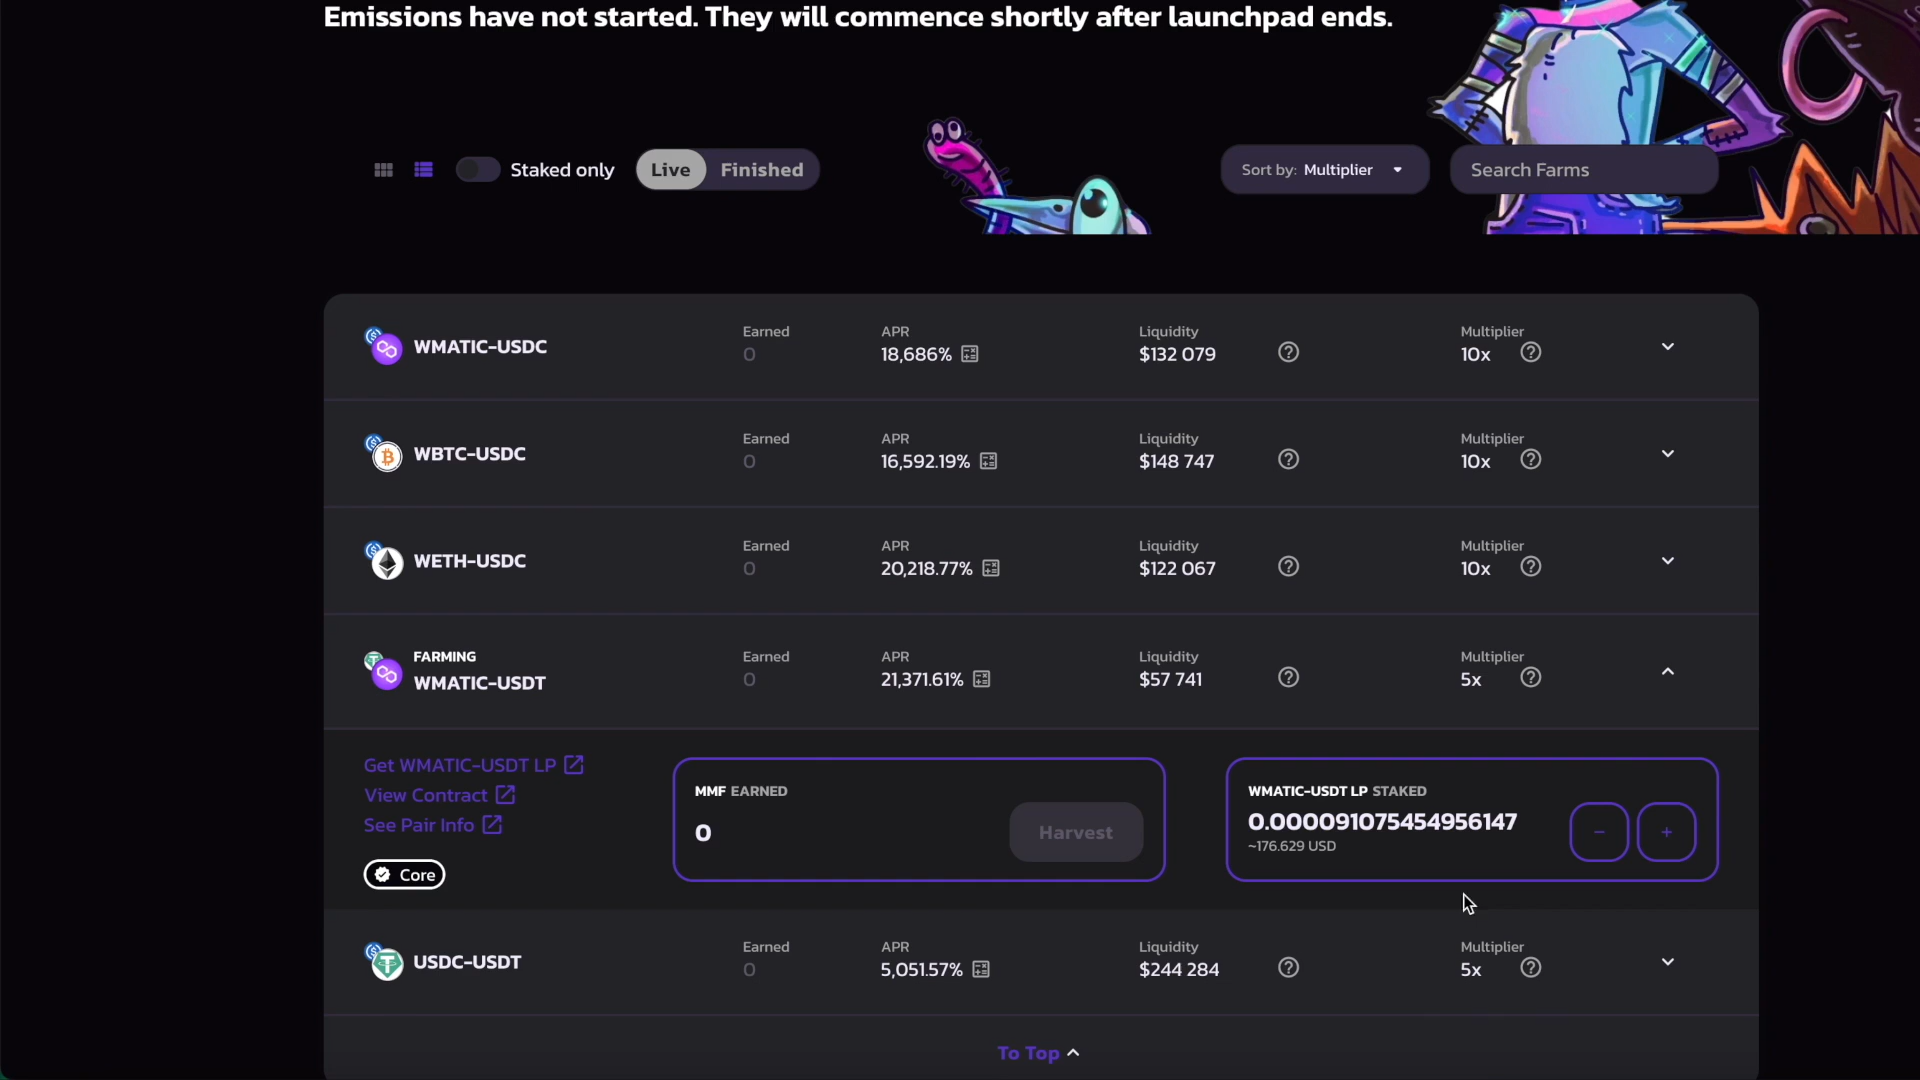 Emissions have not started. They will commence shortly after launchpad ends.
Staked only Live Finished Sort by: Multiplier Search Farms
WMATIC-USDC
Earned
0
APR
18,686%
Liquidity
$132 079
Multiplier
10x
WBTC-USDC
Earned
0
APR
16,592.19%
Liquidity
$148 747
Multiplier
10x
WETH-USDC
Earned
0
APR
20,218.77%
Liquidity
$122 067
Multiplier
10x
FARMING
WMATIC-USDT
Earned
0
APR
21,371.61%
Liquidity
$57 741
Multiplier
5x
Get WMATIC-USDT LP
View Contract
See Pair Info
Core
MMF EARNED
0
Harvest
WMATIC-USDT LP STAKED
0.000091075454956147
~176.629 USD
USDC-USDT
Earned
0
APR
5,051.57%
Liquidity
$244 284
Multiplier
5x
To Top